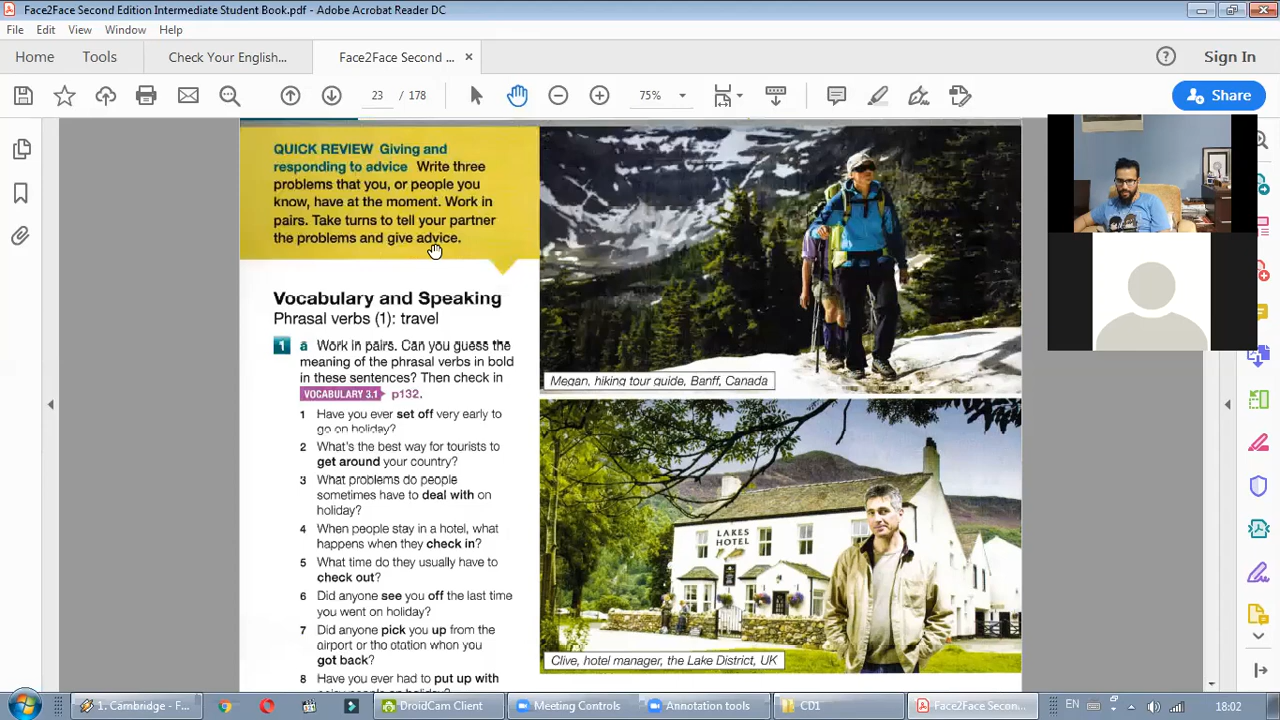 Face2Face Second Edition Intermediate Student Book.pdf - Adobe Acrobat Reader DC
File Edit View Window Help
Home Tools Check Your English... Face2Face Second ... × Sign In
23 / 178 75% Share
QUICK REVIEW Giving and
responding to advice Write three
problems that you, or people you
know, have at the moment. Work in
pairs. Take turns to tell your partner
the problems and give advice.
Vocabulary and Speaking
Phrasal verbs (1): travel
1 a Work in pairs. Can you guess the
meaning of the phrasal verbs in bold
in these sentences? Then check in
VOCABULARY 3.1 p132.
1 Have you ever set off very early to
go on holiday?
2 What's the best way for tourists to
get around your country?
3 What problems do people
sometimes have to deal with on
holiday?
4 When people stay in a hotel, what
happens when they check in?
5 What time do they usually have to
check out?
6 Did anyone see you off the last time
you went on holiday?
7 Did anyone pick you up from the
airport or the station when you
got back?
8 Have you ever had to put up with
noisy people on holiday?
Megan, hiking tour guide, Banff, Canada
LAKES
HOTEL
Clive, hotel manager, the Lake District, UK
1. Cambridge - F... DroidCam Client Meeting Controls Annotation tools CD1 Face2Face Secon... EN 18:02